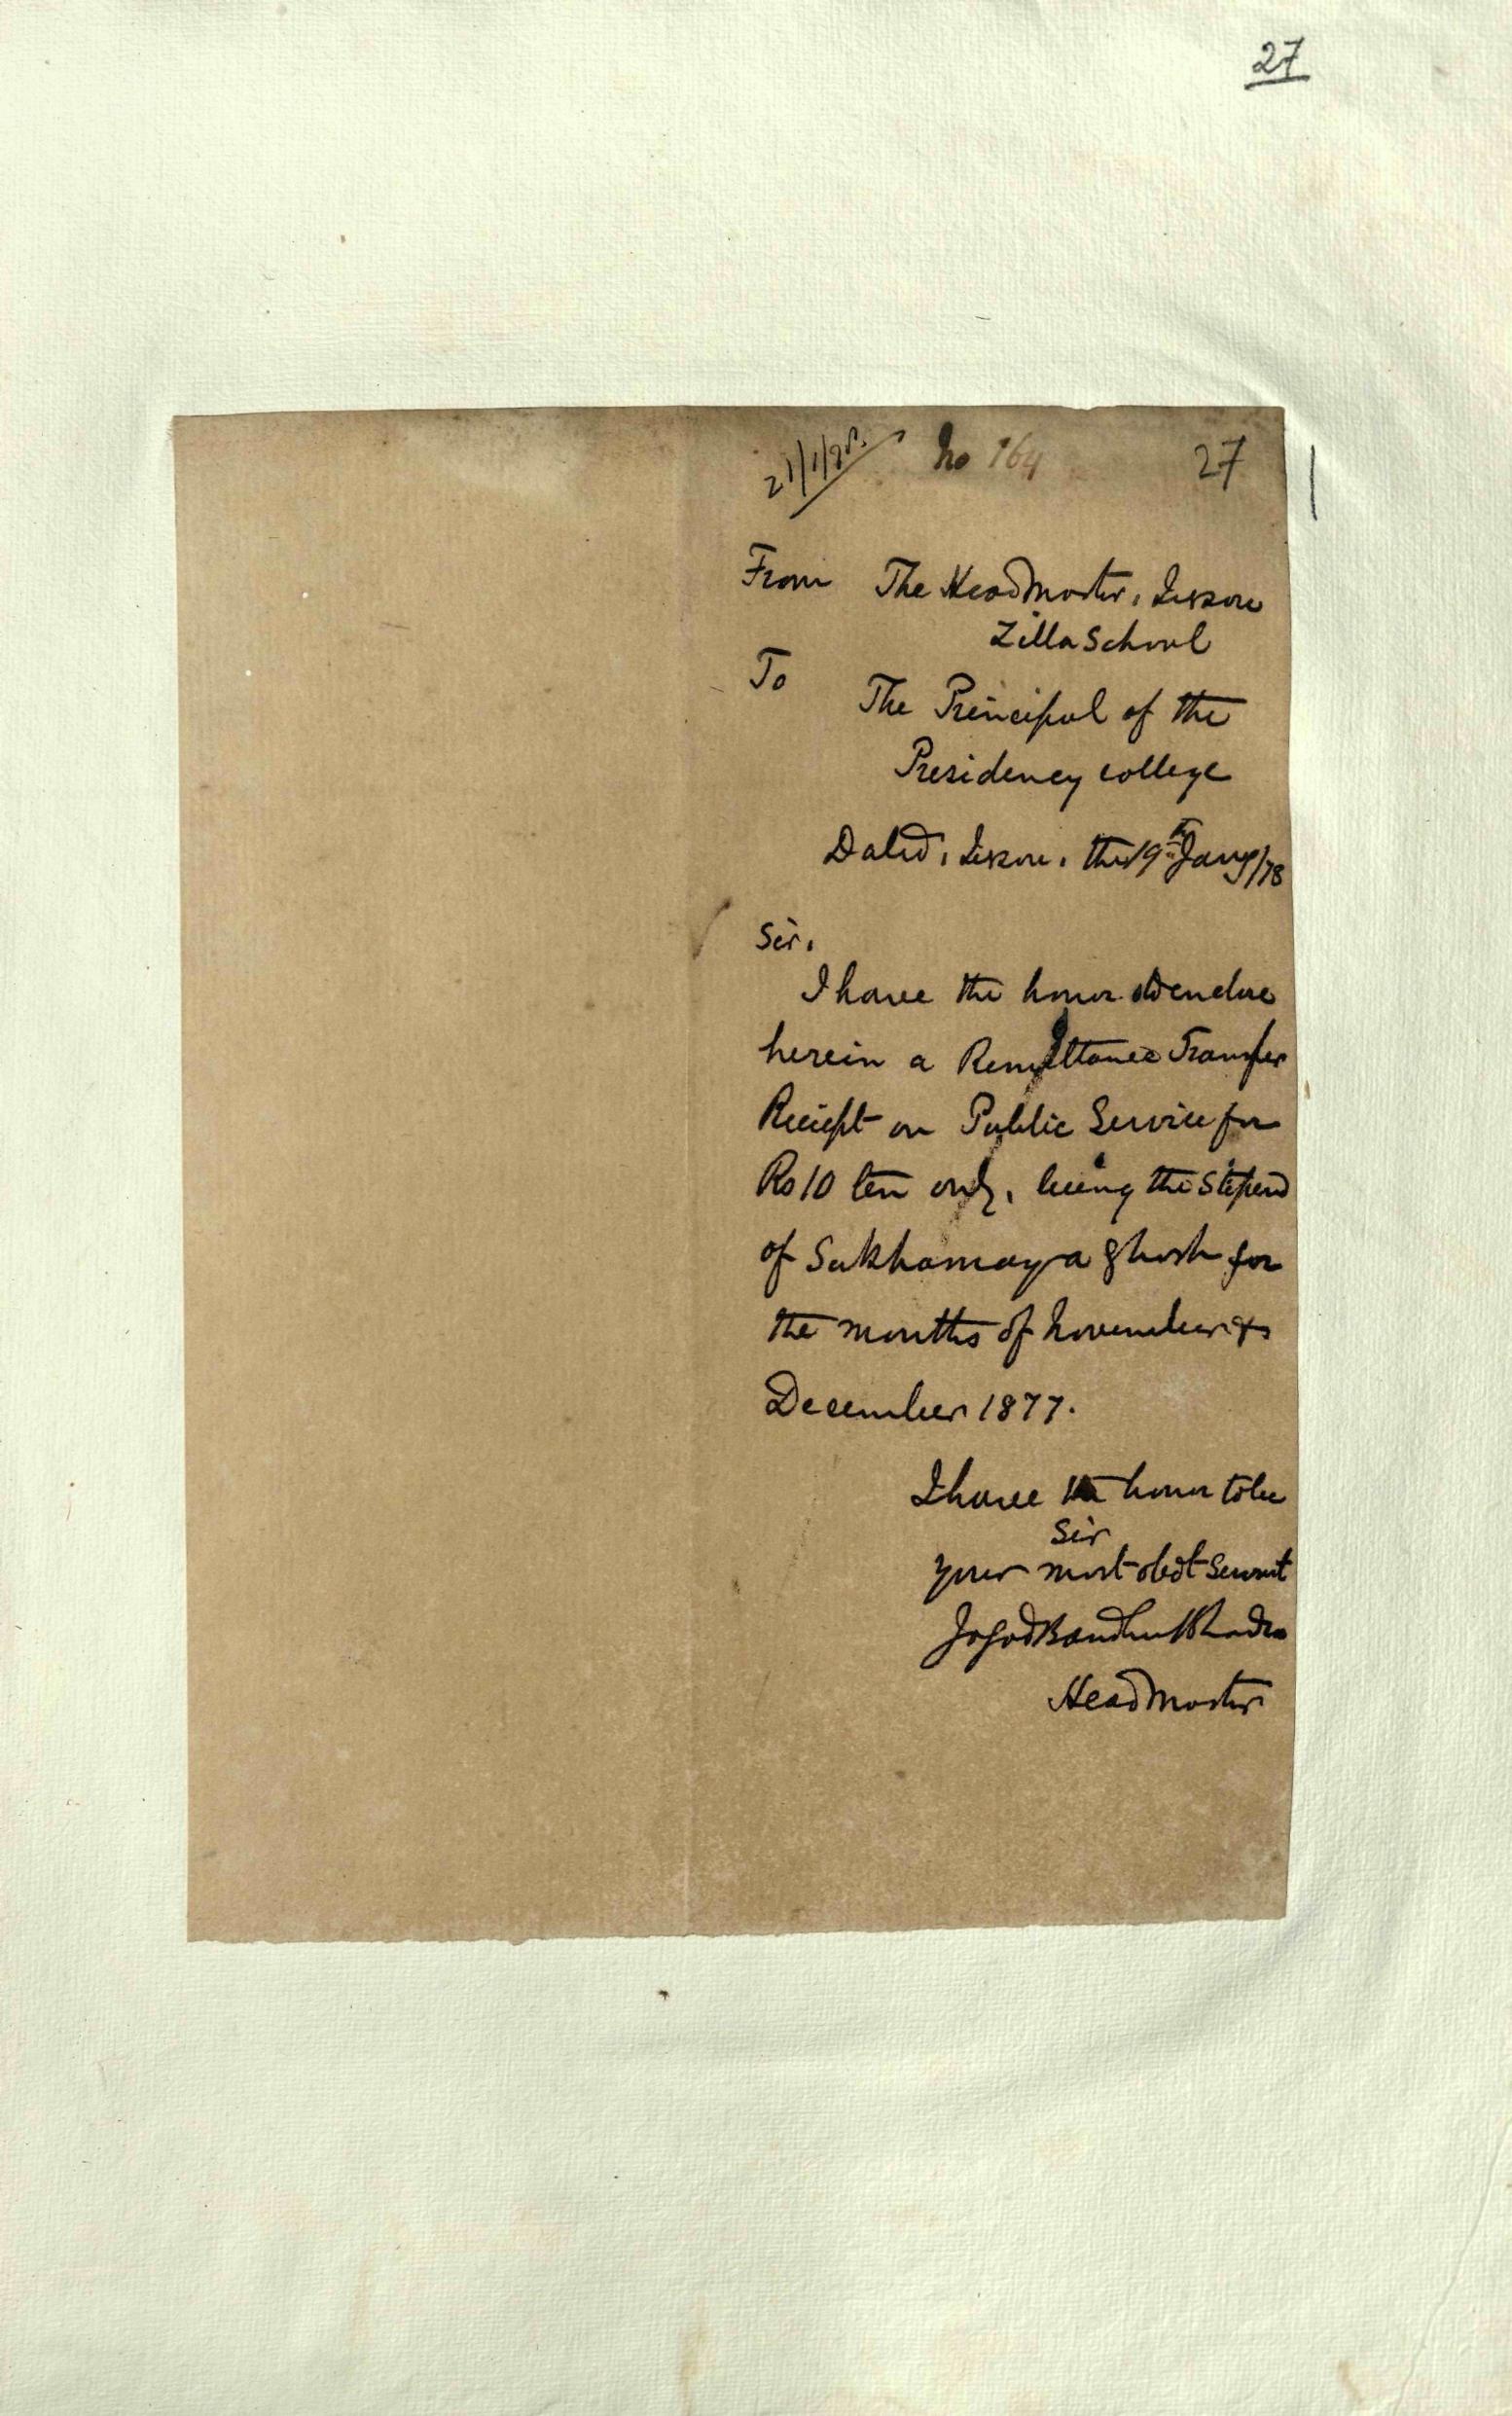 27
21/1/78. No 164 27
From The Head Master, Jessore
Zilla School
To
The Principal of the
Presidency college
Dated, Jessore, the 19th Jany/78
Sir,
I have the honor to enclose
herein a Remittance Transfer
Receipt on Public Service for
Rs 10 ten only, being the stipend
of Sukhamaya Ghosh for
the months of November &
December 1877.
I have the honor to be
Sir
your most obdt Servant
Jagad Bandhu Bhadra
Head Master